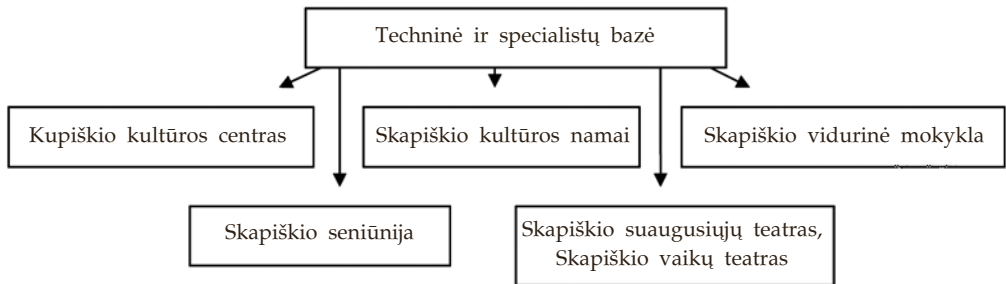 Techninė ir specialistų bazė
Kupiškio kultūros centras
Skapiškio kultūros namai
Skapiškio vidurinė mokykla
Skapiškio seniūnija
Skapiškio suaugusiųjų teatras,
Skapiškio vaikų teatras